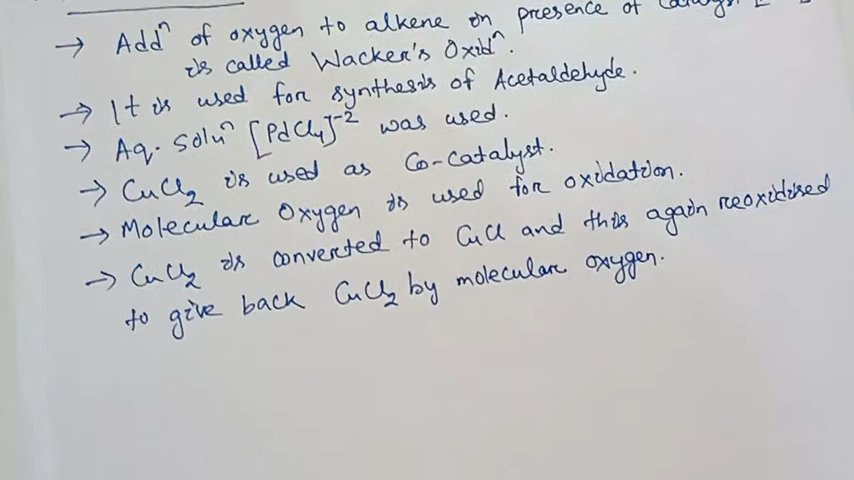 → Addⁿ of oxygen to alkene in presence of
is called Wacker's Oxidⁿ.
→ It is used for synthesis of Acetaldehyde.
→ Aq. Soluⁿ [PdCl₄]⁻² was used.
→ CuCl₂ is used as Co-catalyst.
→ Molecular Oxygen is used for oxidation.
→ CuCl₂ is converted to CuCl and this again reoxidised
to give back CuCl₂ by molecular oxygen.